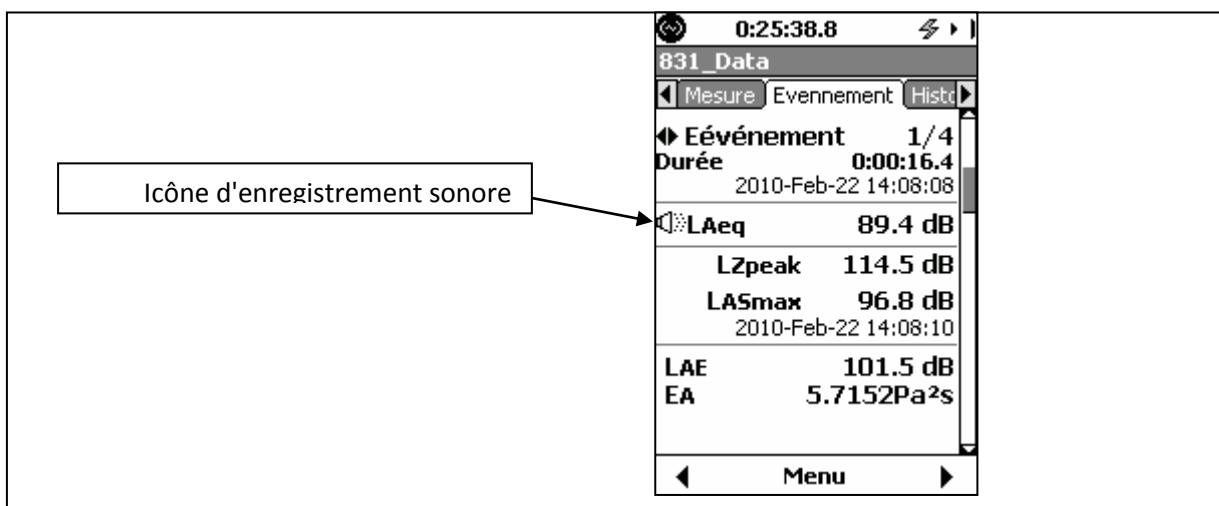 0:25:38.8
831_Data
Mesure Evennement Histo
Eévénement 1/4
Durée 0:00:16.4
2010-Feb-22 14:08:08
Icône d'enregistrement sonore
LAeq 89.4 dB
LZpeak 114.5 dB
LASmax 96.8 dB
2010-Feb-22 14:08:10
LAE 101.5 dB
EA 5.7152Pa²s
Menu